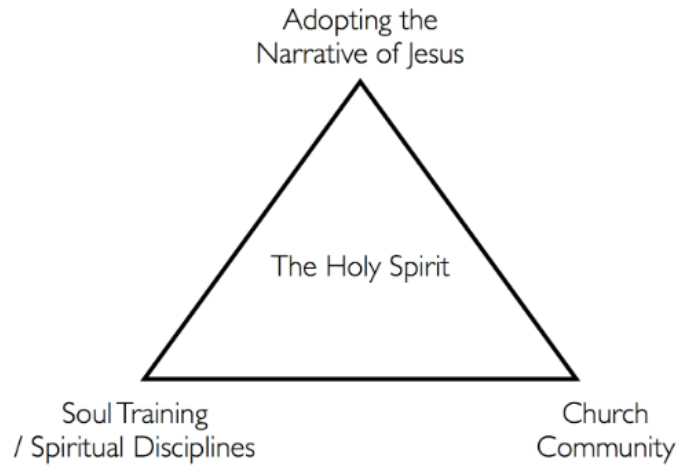 Adopting the
Narrative of Jesus
The Holy Spirit
Soul Training
/ Spiritual Disciplines
Church
Community